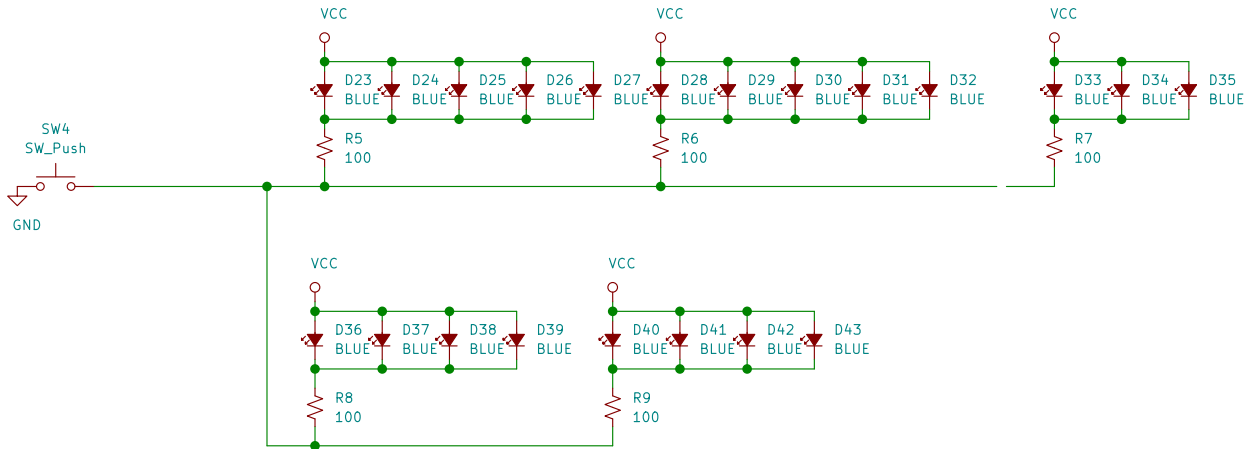 VCC
VCC
VCC
D23
BLUE
D24
BLUE
D25
BLUE
D26
BLUE
D27
BLUE
D28
BLUE
D29
BLUE
D30
BLUE
D31
BLUE
D32
BLUE
D33
BLUE
D34
BLUE
D35
BLUE
R5
100
R6
100
R7
100
SW4
SW_Push
GND
VCC
VCC
D36
BLUE
D37
BLUE
D38
BLUE
D39
BLUE
D40
BLUE
D41
BLUE
D42
BLUE
D43
BLUE
R8
100
R9
100